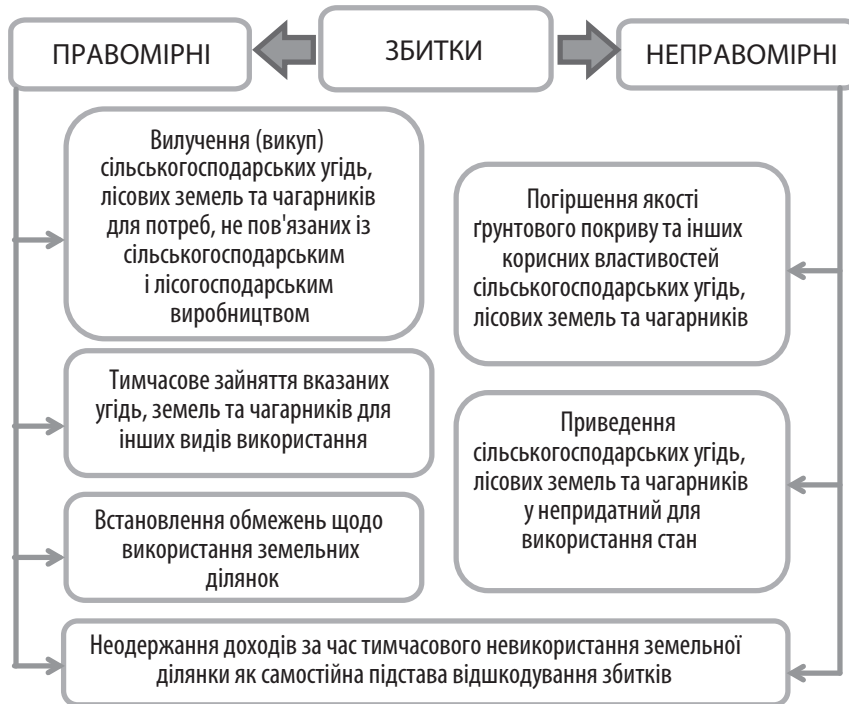 ПРАВОМІРНІ
ЗБИТКИ
НЕПРАВОМІРНІ
Вилучення (викуп)
сільськогосподарських угідь,
лісових земель та чагарників
для потреб, не пов'язаних із
сільськогосподарським
і лісогосподарським
виробництвом
Тимчасове зайняття вказаних
угідь, земель та чагарників для
інших видів використання
Встановлення обмежень щодо
використання земельних
ділянок
Погіршення якості
ґрунтового покриву та інших
корисних властивостей
сільськогосподарських угідь,
лісових земель та чагарників
Приведення
сільськогосподарських угідь,
лісових земель та чагарників
у непридатний для
використання стан
Неодержання доходів за час тимчасового невикористання земельної
ділянки як самостійна підстава відшкодування збитків